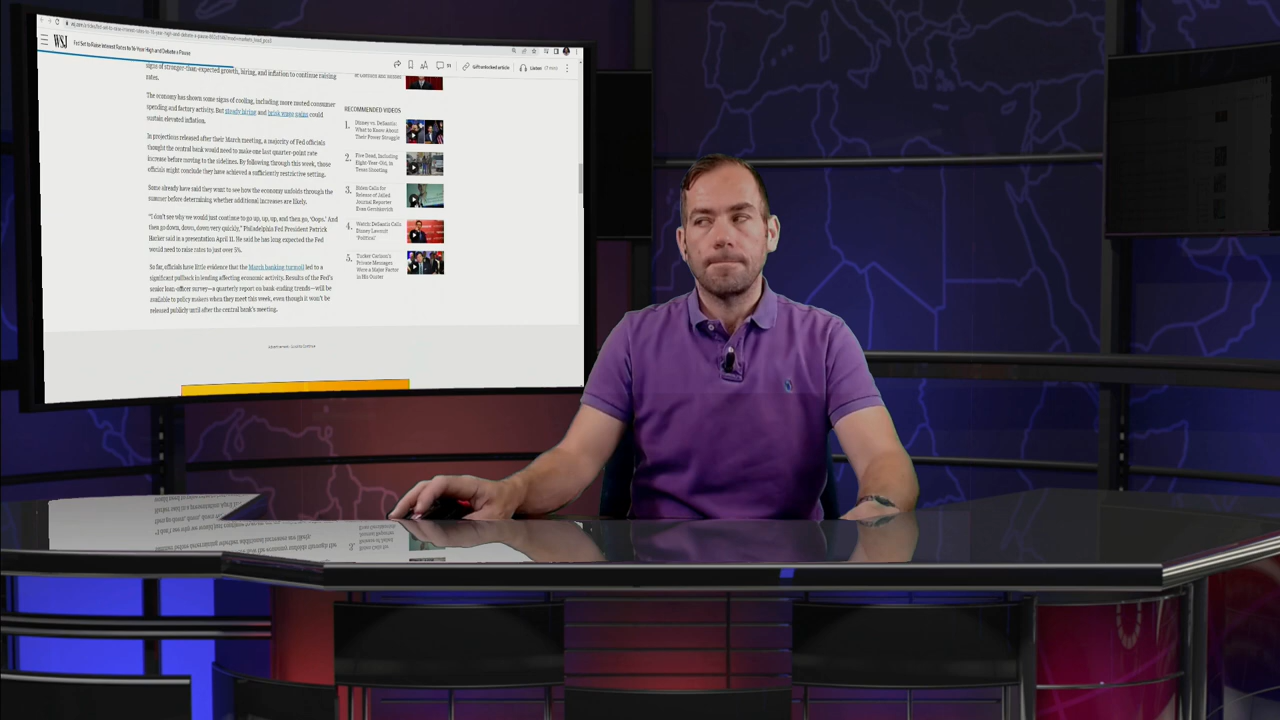 WSJ
Fed Set to Raise Interest Rates to 16-Year High and Debate a Pause
Gift unlocked article
Listen
signs of stronger-than-expected growth, hiring, and inflation to continue raising
rates.
The economy has shown some signs of cooling, including more muted consumer
spending and factory activity. But steady hiring and brisk wage gains could
sustain elevated inflation.
In projections released after their March meeting, a majority of Fed officials
thought the central bank would need to make one last quarter-point rate
increase before moving to the sidelines. By following through this week, those
officials might conclude they have achieved a sufficiently restrictive setting.
Some already have said they want to see how the economy unfolds through the
summer before determining whether additional increases are likely.
“I don't see why we would just continue to go up, up, up, and then go, ‘Oops.’ And
then go down, down, down very quickly,” Philadelphia Fed President Patrick
Harker said in a presentation April 11. He said he has long expected the Fed
would need to raise rates to just over 5%.
So far, officials have little evidence that the March banking turmoil led to a
significant pullback in lending affecting economic activity. Results of the Fed's
senior loan-officer survey—a quarterly report on bank-lending trends—will be
available to policy makers when they meet this week, even though it won't be
released publicly until after the central bank's meeting.
RECOMMENDED VIDEOS
1. Disney vs. DeSantis:
What to Know About
Their Power Struggle
2. Five Dead, Including
Eight-Year-Old, in
Texas Shooting
3. Biden Calls for
Release of Jailed
Journal Reporter
Evan Gershkovich
4. Watch: DeSantis Calls
Disney Lawsuit
'Political'
5. Tucker Carlson's
Private Messages
Were a Major Factor
in His Ouster